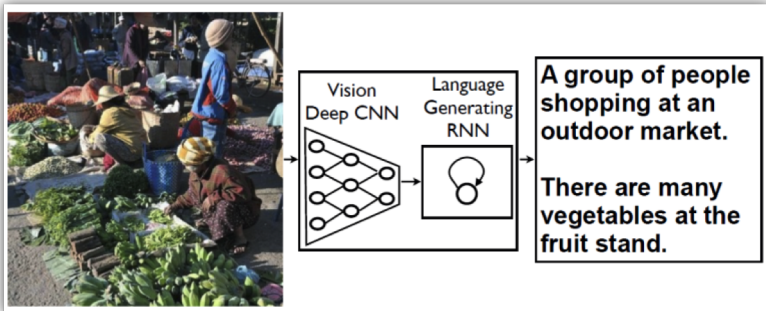 Vision
Deep CNN
Language
Generating
RNN
A group of people
shopping at an
outdoor market.
There are many
vegetables at the
fruit stand.